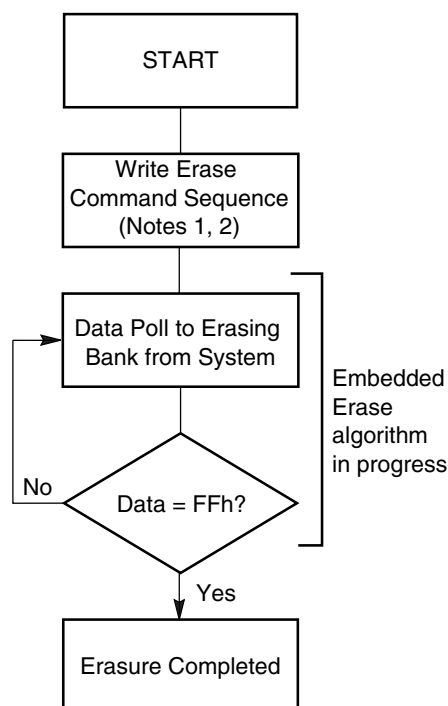 START
Write Erase
Command Sequence
(Notes 1, 2)
Data Poll to Erasing
Bank from System
Embedded
Erase
algorithm
in progress
No
Data = FFh?
Yes
Erasure Completed